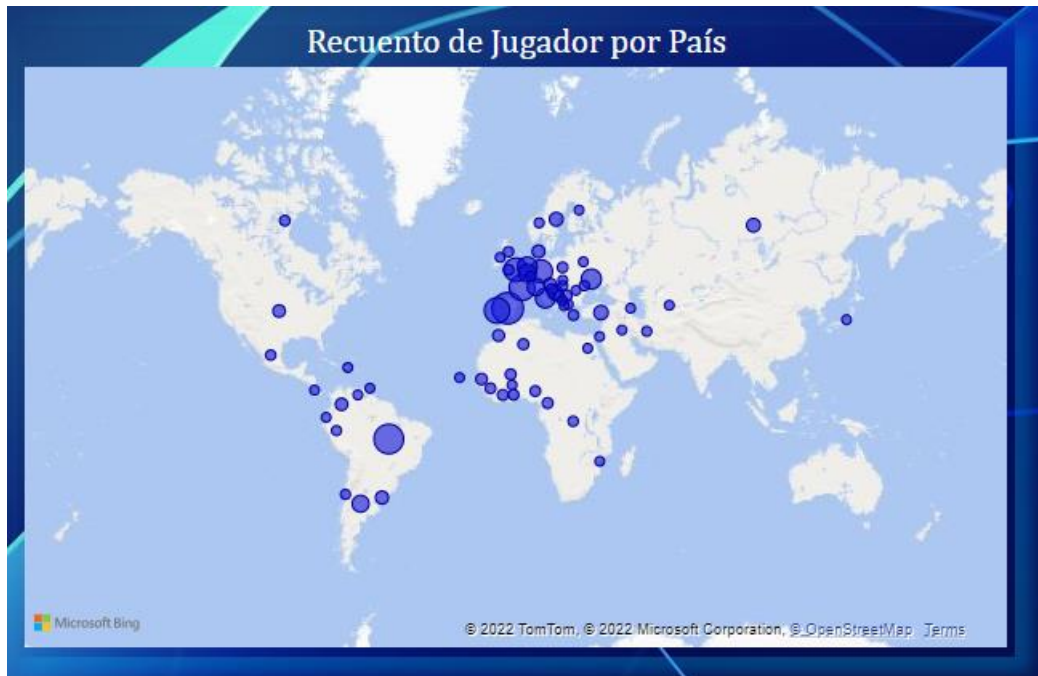 Recuento de Jugador por País
Microsoft Bing
© 2022 TomTom, © 2022 Microsoft Corporation, © OpenStreetMap Terms